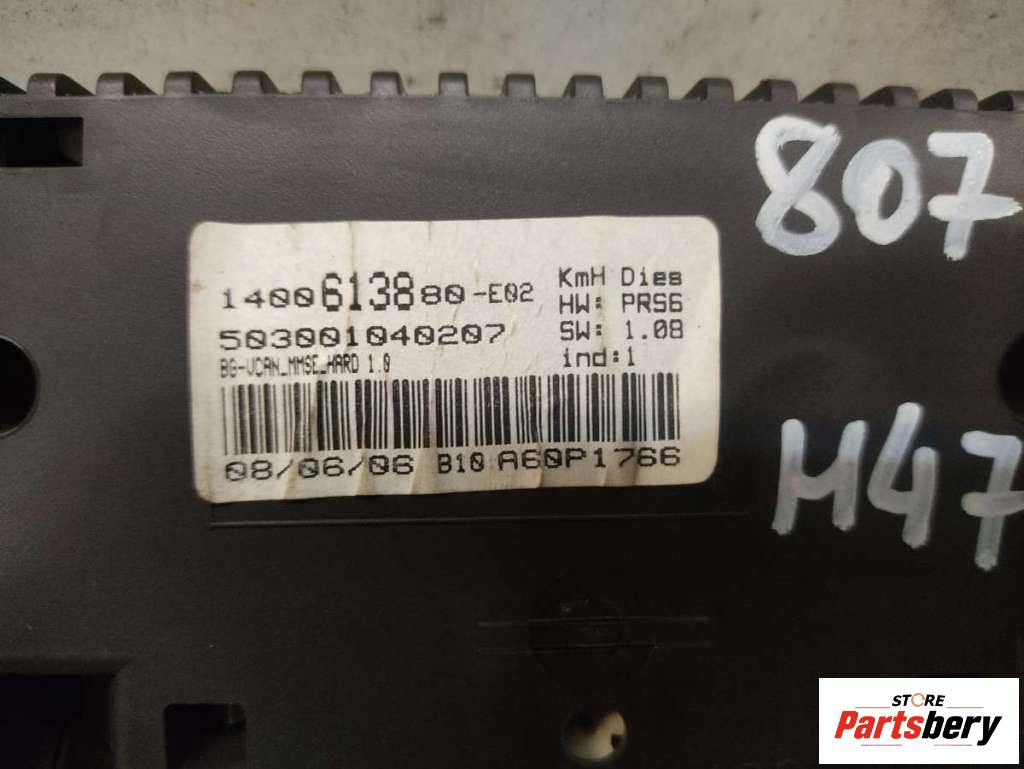 807
1400613880-E02
KmH Dies
HW: PRS6
503001040207
SW: 1.08
BG-VCAN_MMSE_HARD 1.0
ind:1
08/06/06 B10 A60P1766
M47
STORE
Partsbery